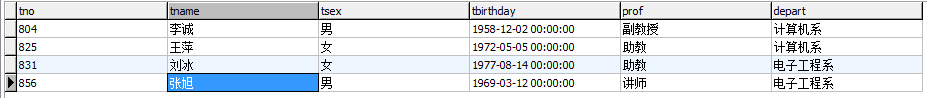 tno tname tsex tbirthday prof depart
804 李诚 男 1958-12-02 00:00:00 副教授 计算机系
825 王萍 女 1972-05-05 00:00:00 助教 计算机系
831 刘冰 女 1977-08-14 00:00:00 助教 电子工程系
856 张旭 男 1969-03-12 00:00:00 讲师 电子工程系